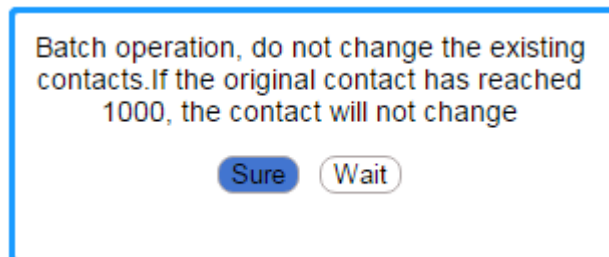 Batch operation, do not change the existing
contacts.If the original contact has reached
1000, the contact will not change
Sure Wait